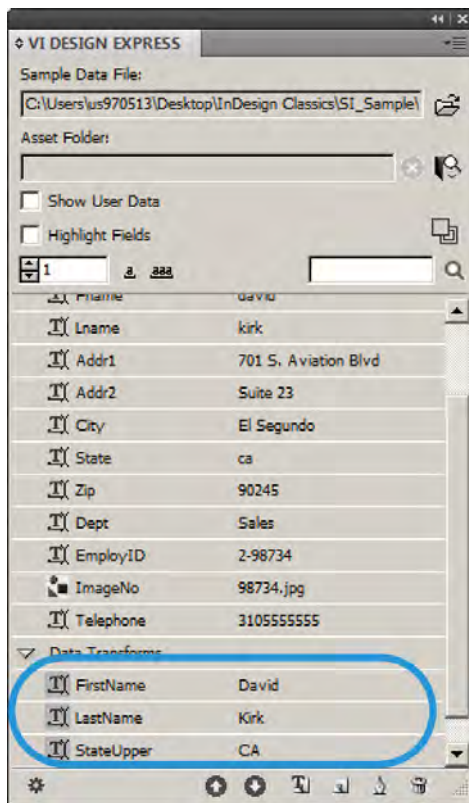 VI DESIGN EXPRESS
Sample Data File:
C:\Users\us970513\Desktop\InDesign Classics\SI_Sample\
Asset Folder:
Show User Data
Highlight Fields
1 a aaa
Fname david
Lname kirk
Addr1 701 S. Aviation Blvd
Addr2 Suite 23
City El Segundo
State ca
Zip 90245
Dept Sales
EmployID 2-98734
ImageNo 98734.jpg
Telephone 3105555555
Data Transforms
FirstName David
LastName Kirk
StateUpper CA